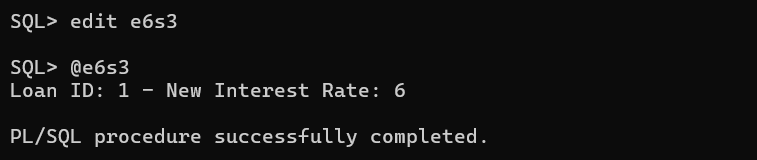 SQL> edit e6s3
SQL> @e6s3
Loan ID: 1 - New Interest Rate: 6
PL/SQL procedure successfully completed.